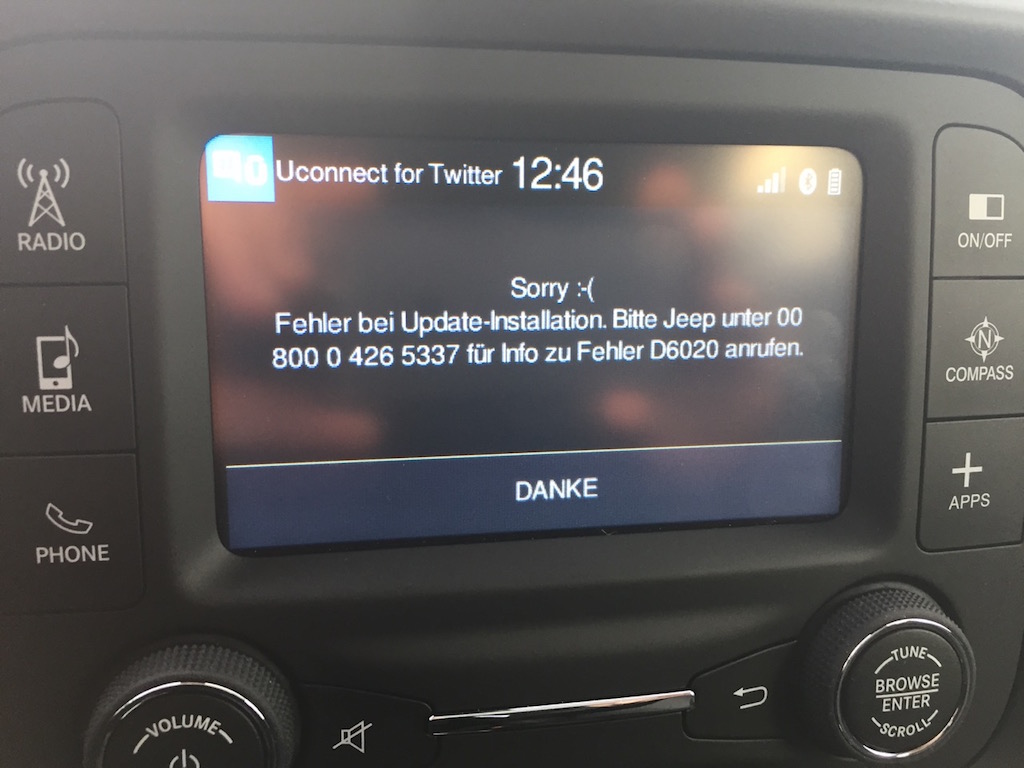 Uconnect for Twitter 12:46
RADIO
ON/OFF
Sorry :-(
Fehler bei Update-Installation. Bitte Jeep unter 00
800 0 426 5337 für Info zu Fehler D6020 anrufen.
N
COMPASS
MEDIA
DANKE
APPS
PHONE
TUNE
BROWSE
ENTER
SCROLL
VOLUME